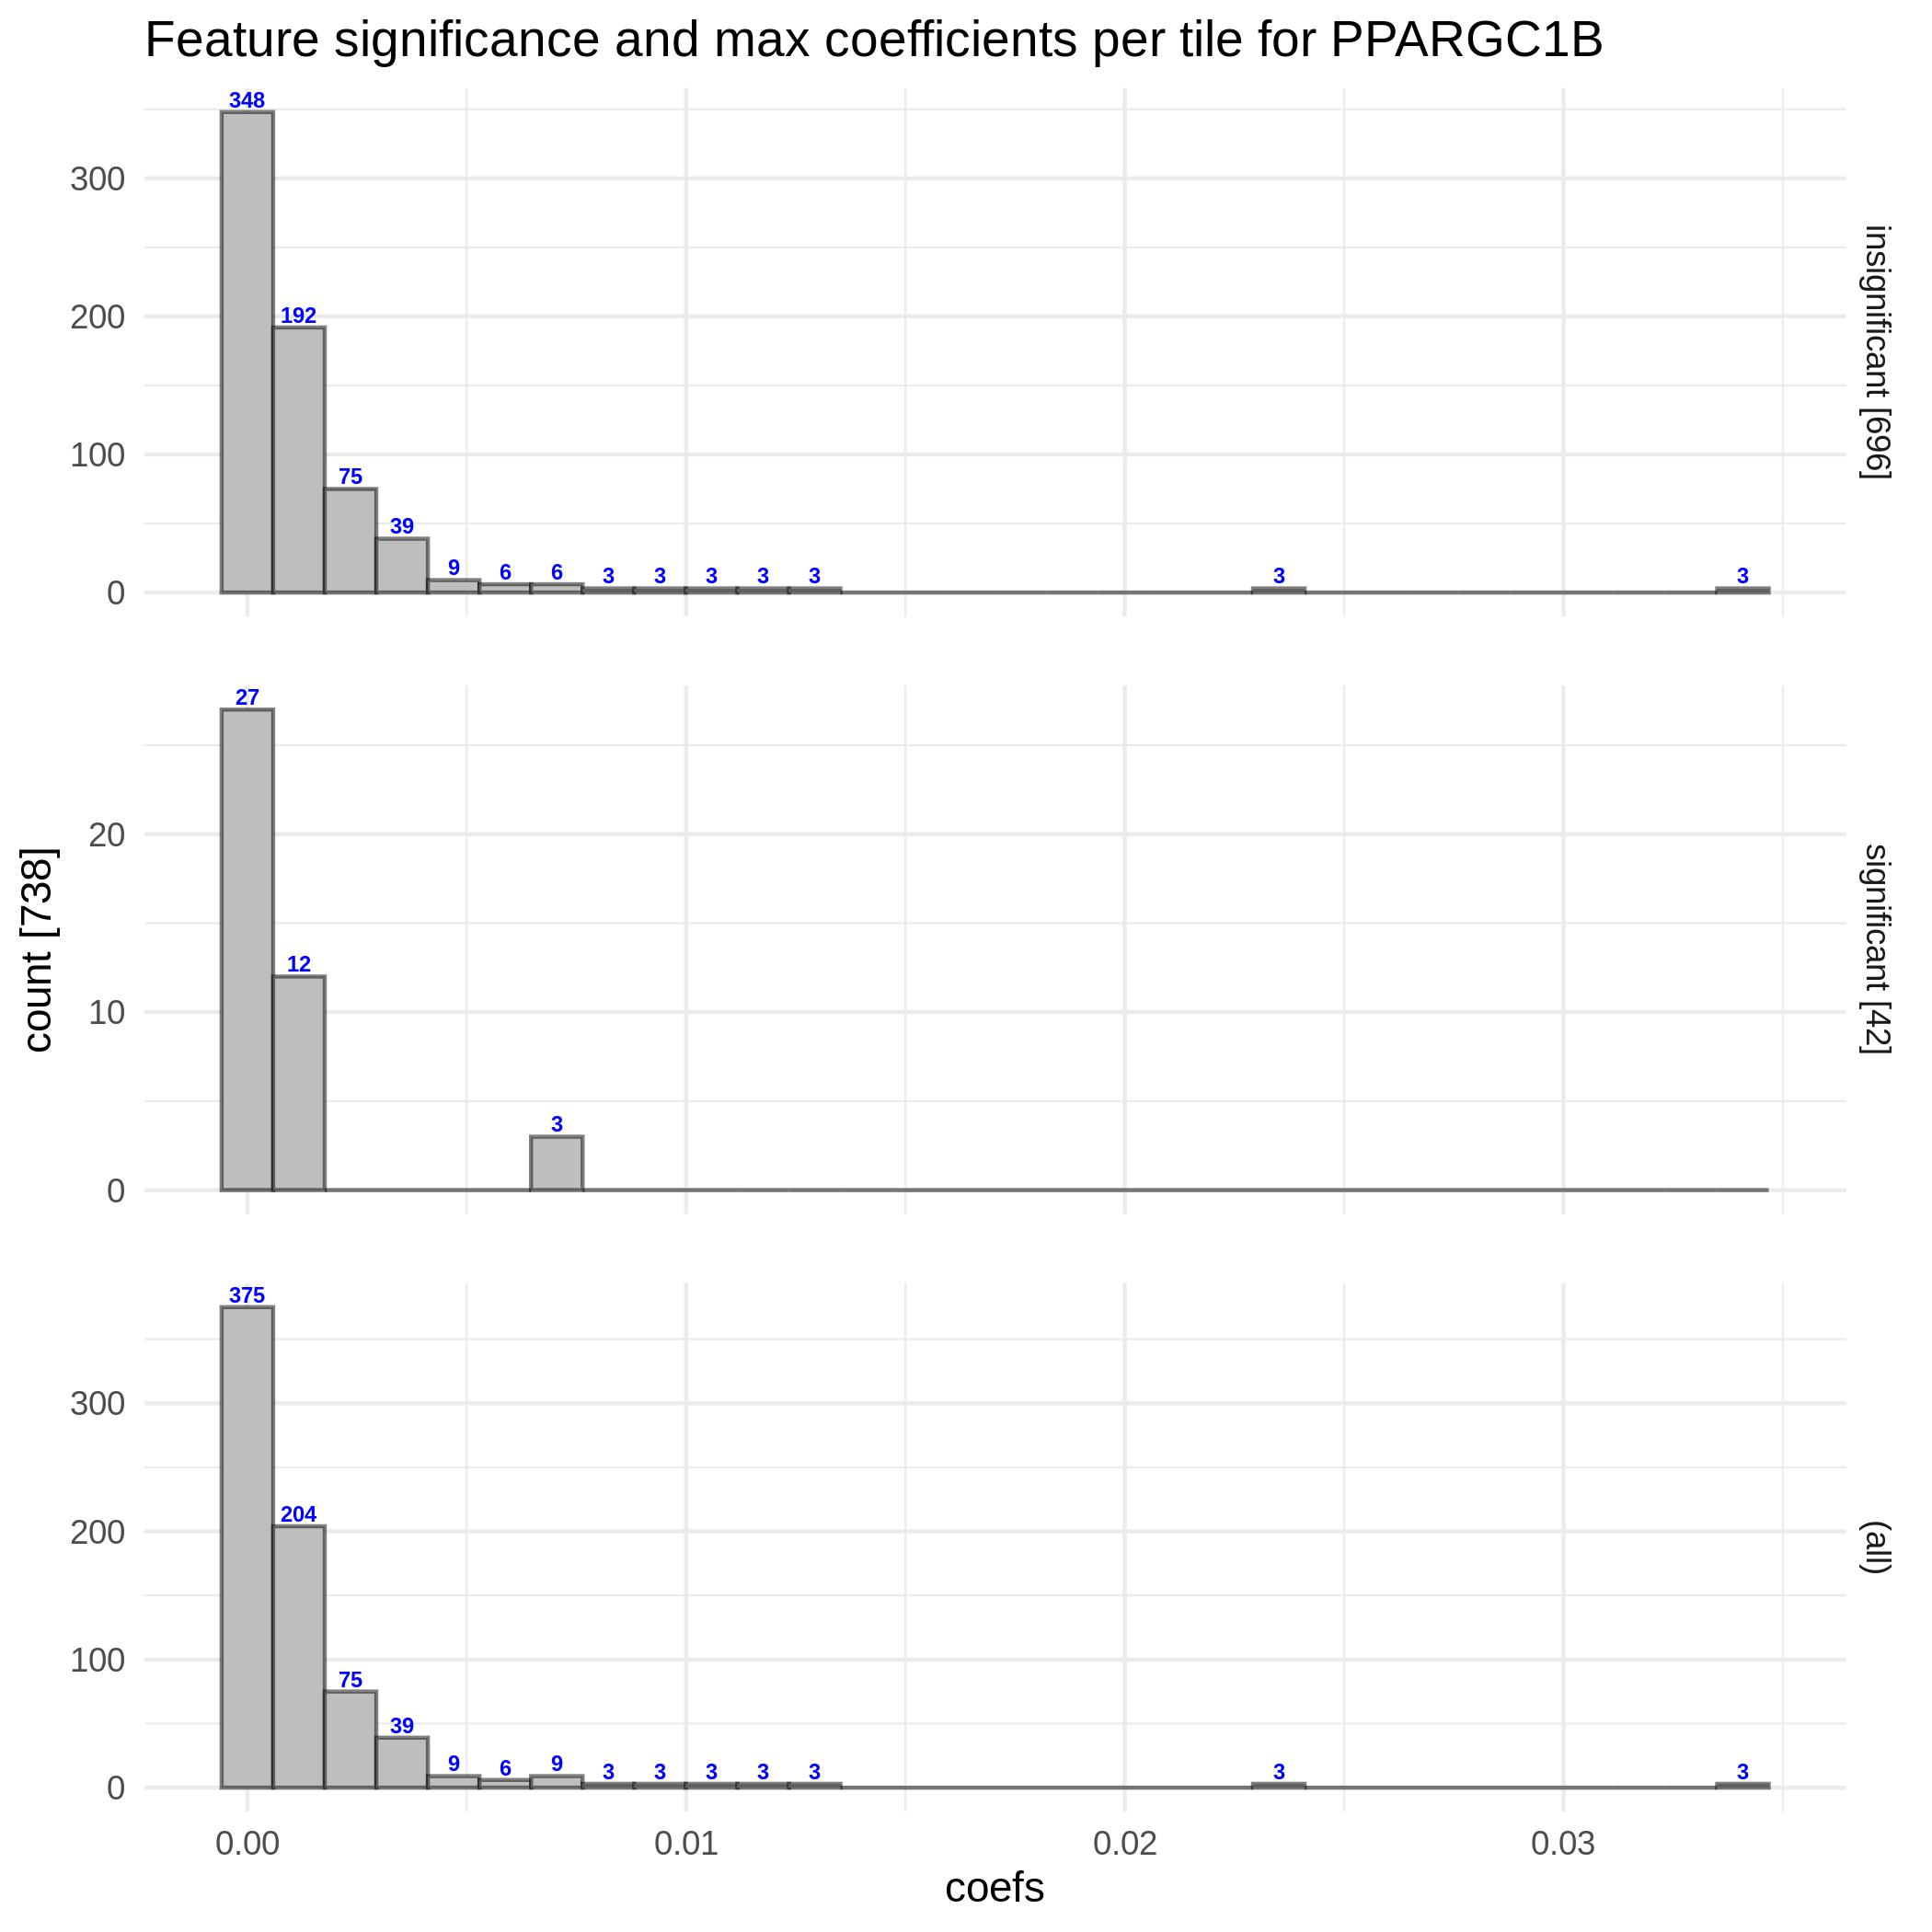 Feature significance and max coefficients per tile for PPARGC1B
count [738]
348
192
75
39
9 6 6 3 3 3 3 3 3 3
300
200
100
0
insignificant [696]
27
12
3
20
10
0
significant [42]
375
204
75
39
9 6 9 3 3 3 3 3 3 3
300
200
100
0
(all)
0.00 0.01 0.02 0.03
coefs